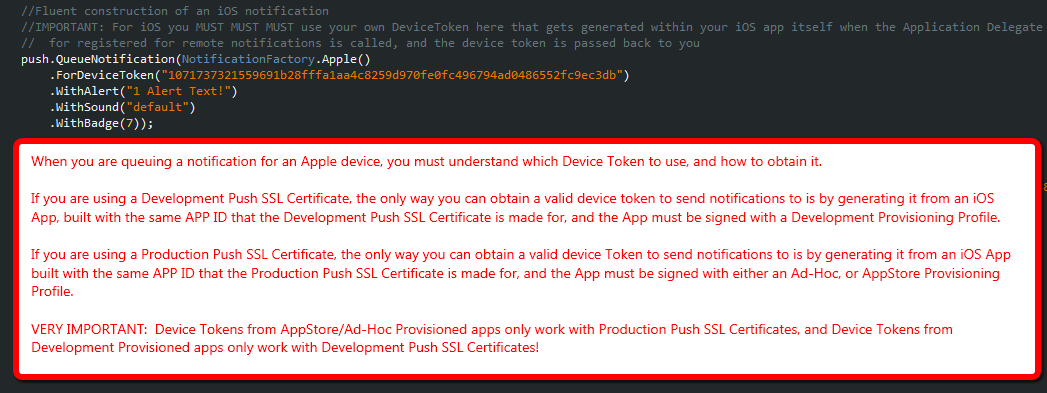 //Fluent construction of an iOS notification
//IMPORTANT: For iOS you MUST MUST MUST use your own DeviceToken here that gets generated within your iOS app itself when the Application Delegate
//  for registered for remote notifications is called, and the device token is passed back to you
push.QueueNotification(NotificationFactory.Apple()
    .ForDeviceToken("1071737321559691b28fffa1aa4c8259d970fe0fc496794ad0486552fc9ec3db")
    .WithAlert("1 Alert Text!")
    .WithSound("default")
    .WithBadge(7));
When you are queuing a notification for an Apple device, you must understand which Device Token to use, and how to obtain it.
If you are using a Development Push SSL Certificate, the only way you can obtain a valid device token to send notifications to is by generating it from an iOS
App, built with the same APP ID that the Development Push SSL Certificate is made for, and the App must be signed with a Development Provisioning Profile.
If you are using a Production Push SSL Certificate, the only way you can obtain a valid device Token to send notifications to is by generating it from an iOS App
built with the same APP ID that the Production Push SSL Certificate is made for, and the App must be signed with either an Ad-Hoc, or AppStore Provisioning
Profile.
VERY IMPORTANT:  Device Tokens from AppStore/Ad-Hoc Provisioned apps only work with Production Push SSL Certificates, and Device Tokens from
Development Provisioned apps only work with Development Push SSL Certificates!